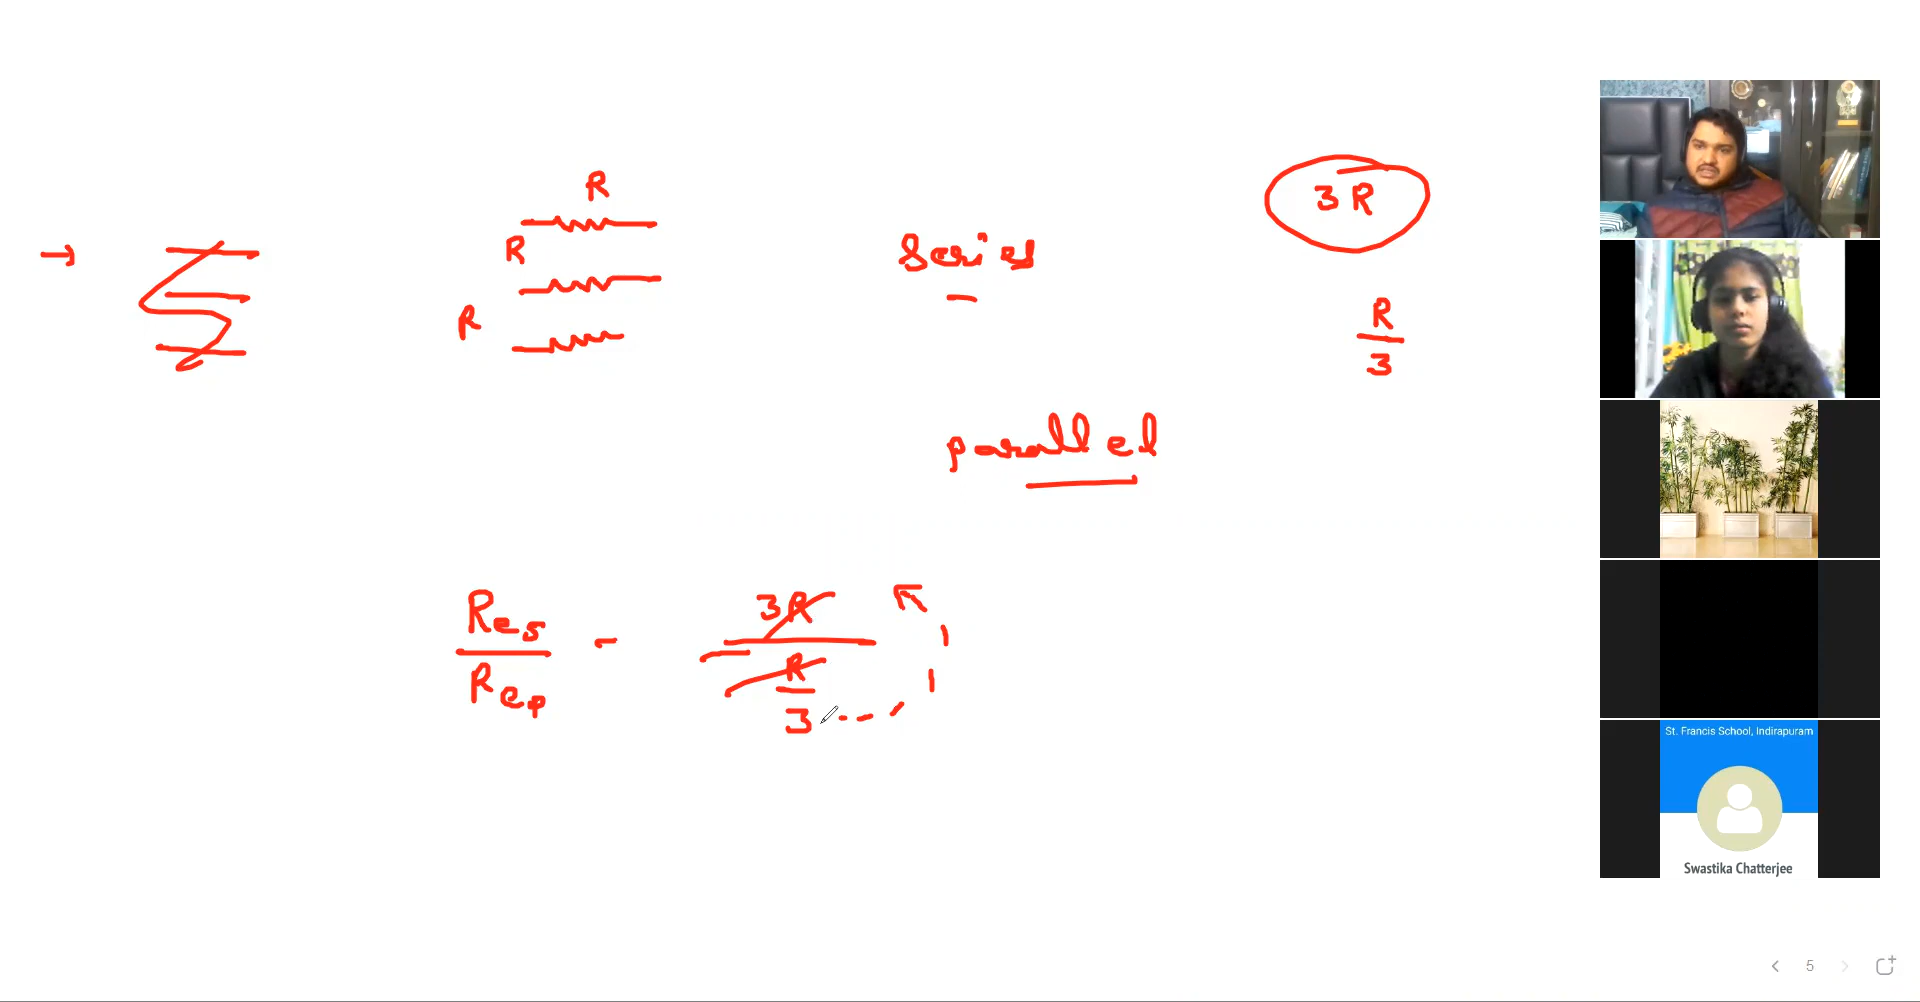 →
R
R
R
Series
3R
R
3
parallel
Res
Rep
-
3R
R
3
St. Francis School, Indirapuram
Swastika Chatterjee
5